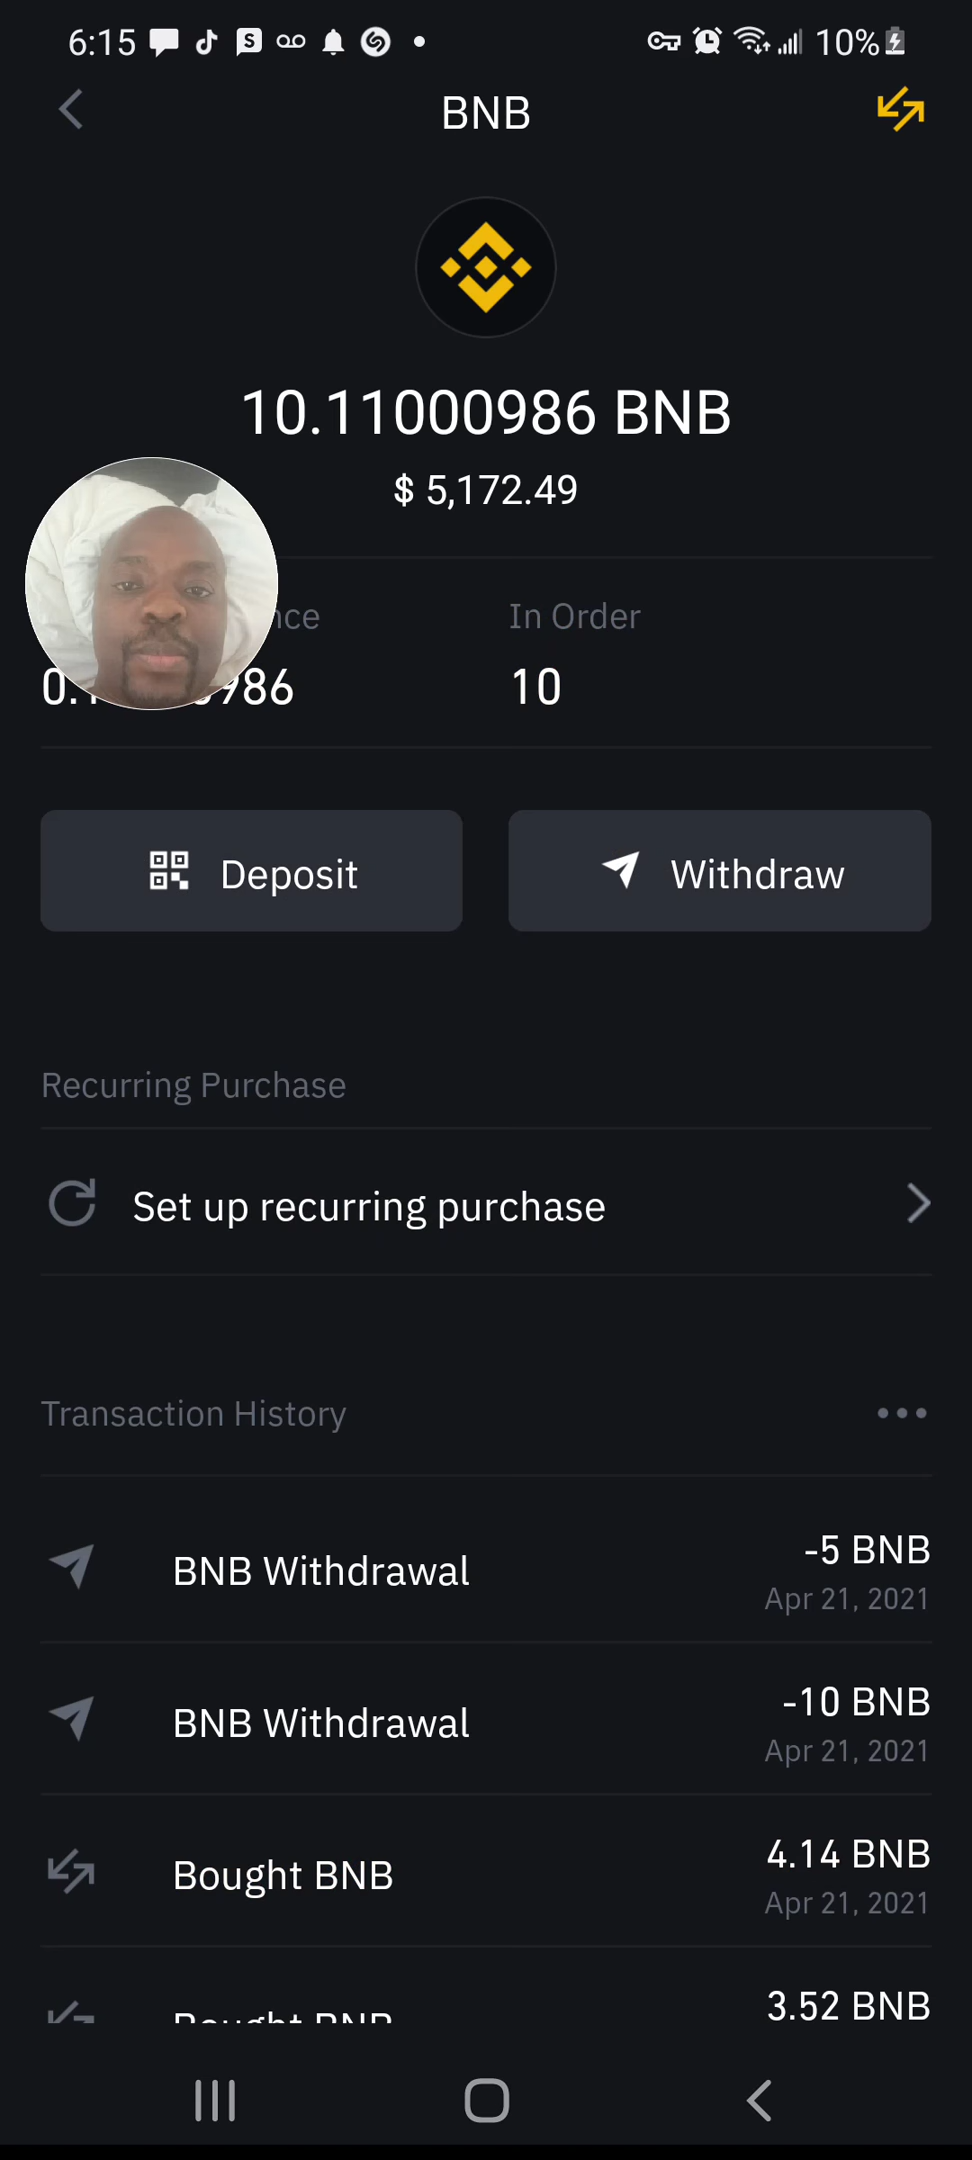 6:15 10%
BNB
10.11000986 BNB
$ 5,172.49
In Order
10
Deposit
Withdraw
Recurring Purchase
Set up recurring purchase
Transaction History
BNB Withdrawal
-5 BNB
Apr 21, 2021
BNB Withdrawal
-10 BNB
Apr 21, 2021
Bought BNB
4.14 BNB
Apr 21, 2021
Bought BNB
3.52 BNB